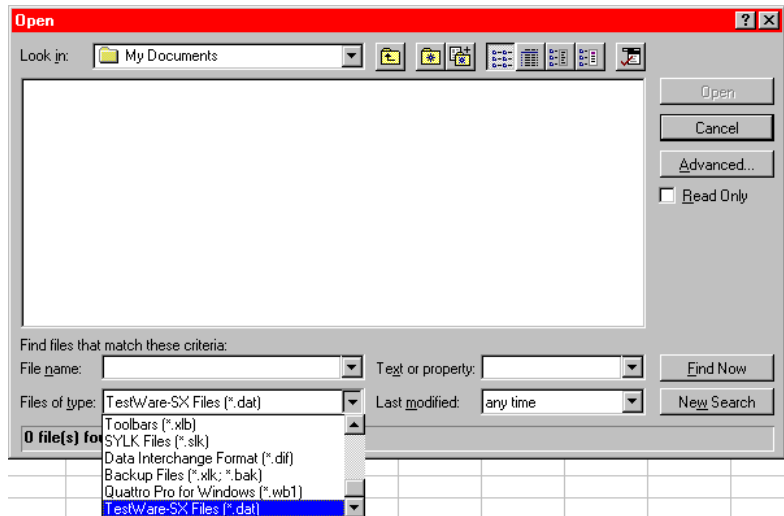 Open
Look in: My Documents
Open
Cancel
Advanced...
Read Only
Find files that match these criteria:
File name: Text or property: Find Now
Files of type: TestWare-SX Files (*.dat) Last modified: any time New Search
0 file(s) fou
Toolbars (*.xlb)
SYLK Files (*.slk)
Data Interchange Format (*.dif)
Backup Files (*.xlk; *.bak)
Quattro Pro for Windows (*.wb1)
TestWare-SX Files (*.dat)